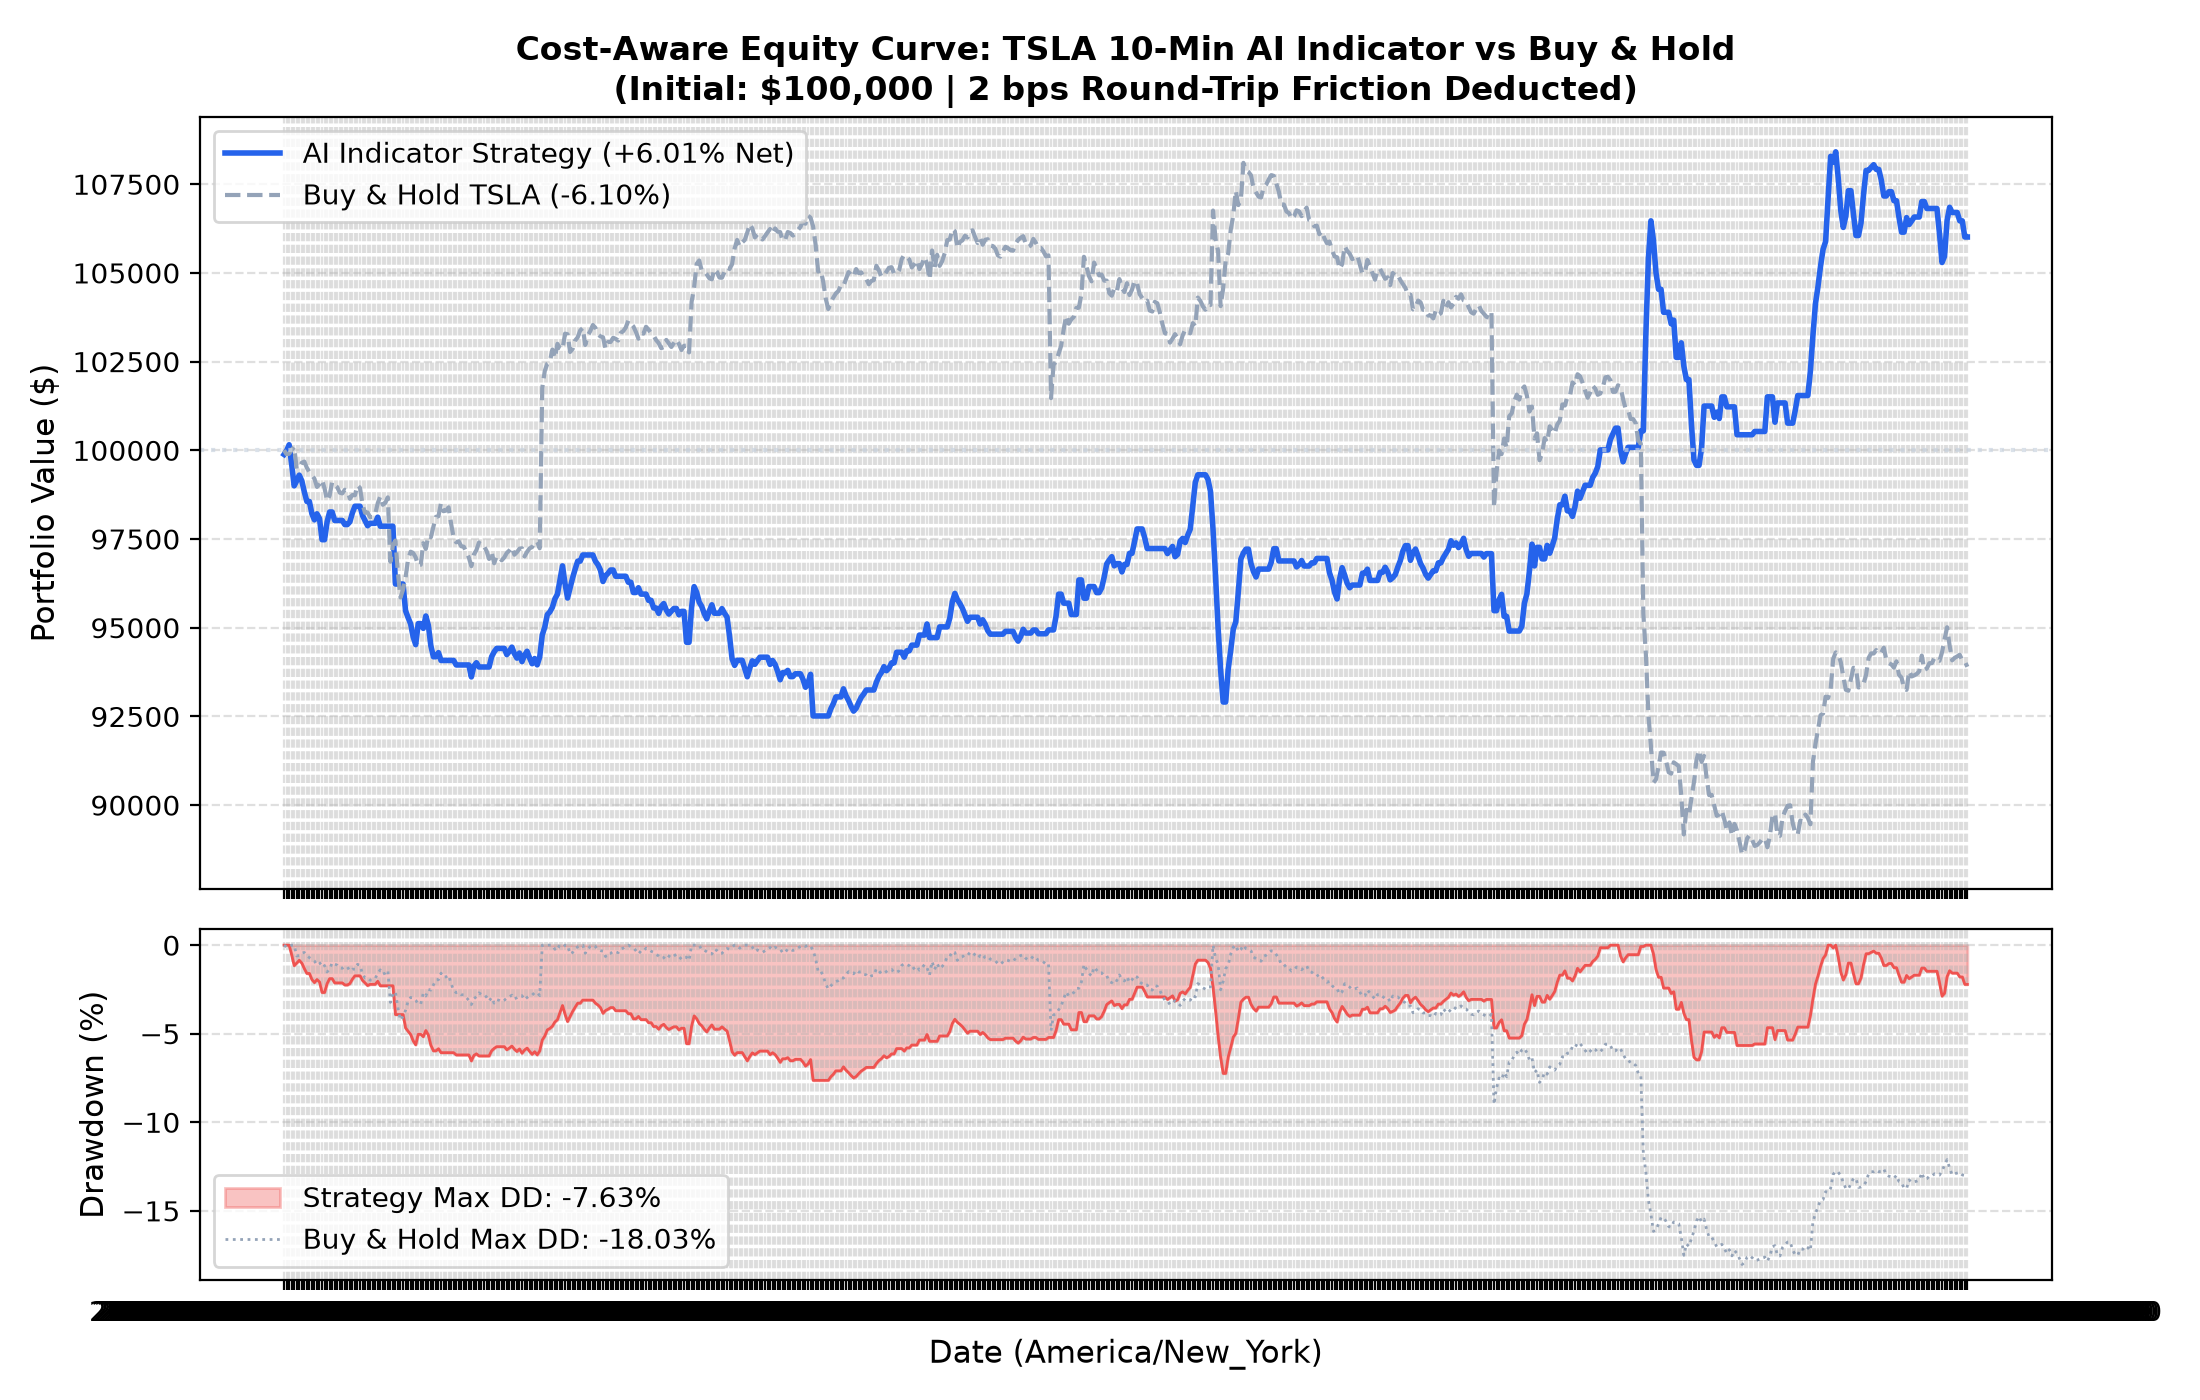 Cost-Aware Equity Curve: TSLA 10-Min AI Indicator vs Buy & Hold
(Initial: $100,000 | 2 bps Round-Trip Friction Deducted)
AI Indicator Strategy (+6.01% Net)
Buy & Hold TSLA (-6.10%)
Portfolio Value ($)
107500
105000
102500
100000
97500
95000
92500
90000
Drawdown (%)
0
−5
−10
−15
Strategy Max DD: -7.63%
Buy & Hold Max DD: -18.03%
Date (America/New_York)